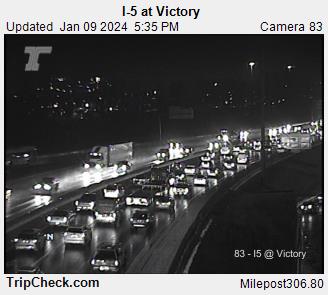 I-5 at Victory
Updated Jan 09 2024 5:35 PM Camera 83
T
83 - I5 @ Victory
N
TripCheck.com Milepost306.80